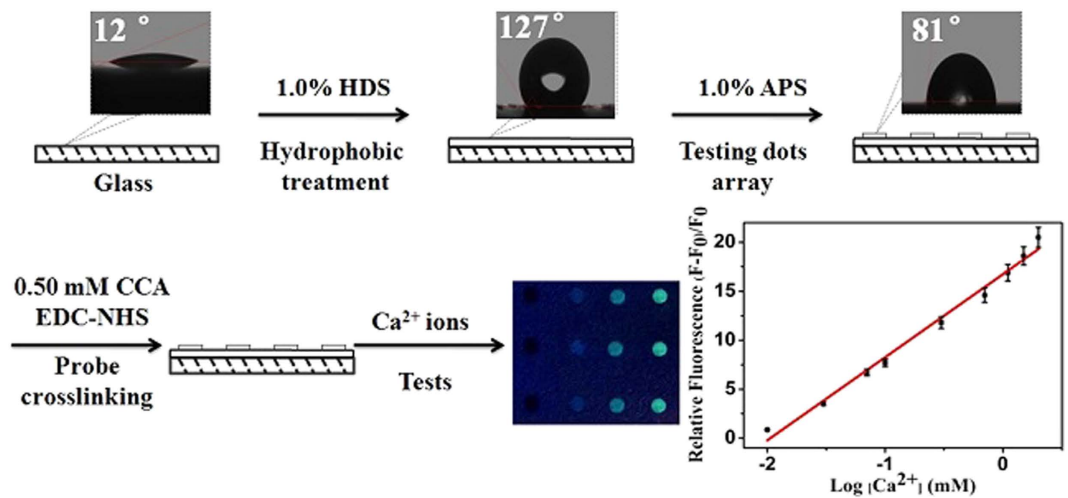 12°
127°
81°
1.0% HDS
1.0% APS
Hydrophobic
treatment
Testing dots
array
Glass
0.50 mM CCA
EDC-NHS
Probe
crosslinking
Ca²⁺ ions
Tests
Relative Fluorescence (F-F₀)/F₀
20
15
10
5
0
-2
-1
0
Log [Ca²⁺] (mM)